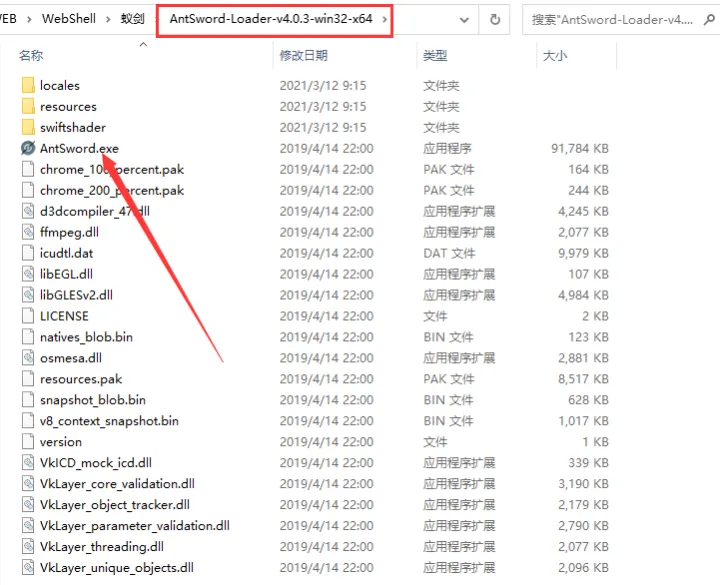 WEB › WebShell › 蚁剑 › AntSword-Loader-v4.0.3-win32-x64 › 搜索"AntSword-Loader-v4....
名称 修改日期 类型 大小
locales 2021/3/12 9:15 文件夹
resources 2021/3/12 9:15 文件夹
swiftshader 2021/3/12 9:15 文件夹
AntSword.exe 2019/4/14 22:00 应用程序 91,784 KB
chrome_100_percent.pak 2019/4/14 22:00 PAK 文件 164 KB
chrome_200_percent.pak 2019/4/14 22:00 PAK 文件 244 KB
d3dcompiler_47.dll 2019/4/14 22:00 应用程序扩展 4,245 KB
ffmpeg.dll 2019/4/14 22:00 应用程序扩展 2,077 KB
icudtl.dat 2019/4/14 22:00 DAT 文件 9,979 KB
libEGL.dll 2019/4/14 22:00 应用程序扩展 107 KB
libGLESv2.dll 2019/4/14 22:00 应用程序扩展 4,984 KB
LICENSE 2019/4/14 22:00 文件 2 KB
natives_blob.bin 2019/4/14 22:00 BIN 文件 123 KB
osmesa.dll 2019/4/14 22:00 应用程序扩展 2,881 KB
resources.pak 2019/4/14 22:00 PAK 文件 8,517 KB
snapshot_blob.bin 2019/4/14 22:00 BIN 文件 628 KB
v8_context_snapshot.bin 2019/4/14 22:00 BIN 文件 1,017 KB
version 2019/4/14 22:00 文件 1 KB
VkICD_mock_icd.dll 2019/4/14 22:00 应用程序扩展 339 KB
VkLayer_core_validation.dll 2019/4/14 22:00 应用程序扩展 3,190 KB
VkLayer_object_tracker.dll 2019/4/14 22:00 应用程序扩展 2,179 KB
VkLayer_parameter_validation.dll 2019/4/14 22:00 应用程序扩展 2,790 KB
VkLayer_threading.dll 2019/4/14 22:00 应用程序扩展 2,077 KB
VkLayer_unique_objects.dll 2019/4/14 22:00 应用程序扩展 2,096 KB